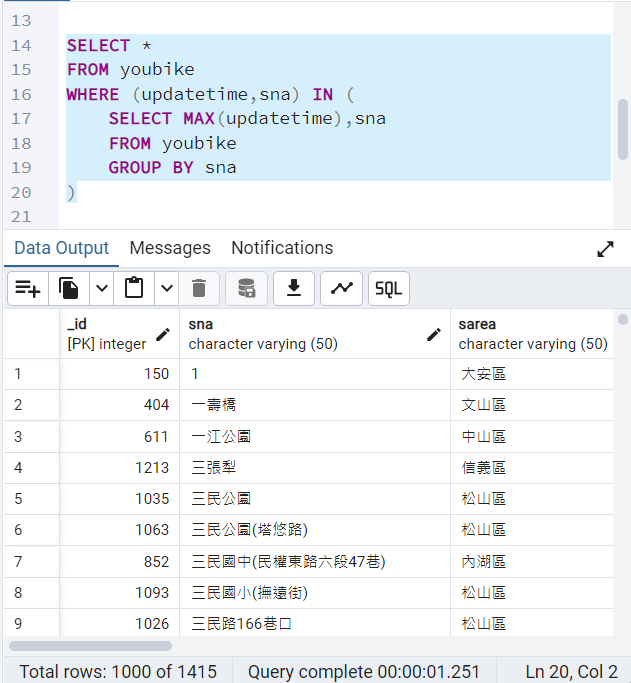 13
14 SELECT *
15 FROM youbike
16 WHERE (updatetime,sna) IN (
17 SELECT MAX(updatetime),sna
18 FROM youbike
19 GROUP BY sna
20 )
21
Data Output Messages Notifications
SQL
_id sna sarea
[PK] integer character varying (50) character varying (50)
1 150 1 大安區
2 404 一壽橋 文山區
3 611 一江公園 中山區
4 1213 三張犁 信義區
5 1035 三民公園 松山區
6 1063 三民公園(塔悠路) 松山區
7 852 三民國中(民權東路六段47巷) 內湖區
8 1093 三民國小(撫遠街) 松山區
9 1026 三民路166巷口 松山區
Total rows: 1000 of 1415 Query complete 00:00:01.251 Ln 20, Col 2